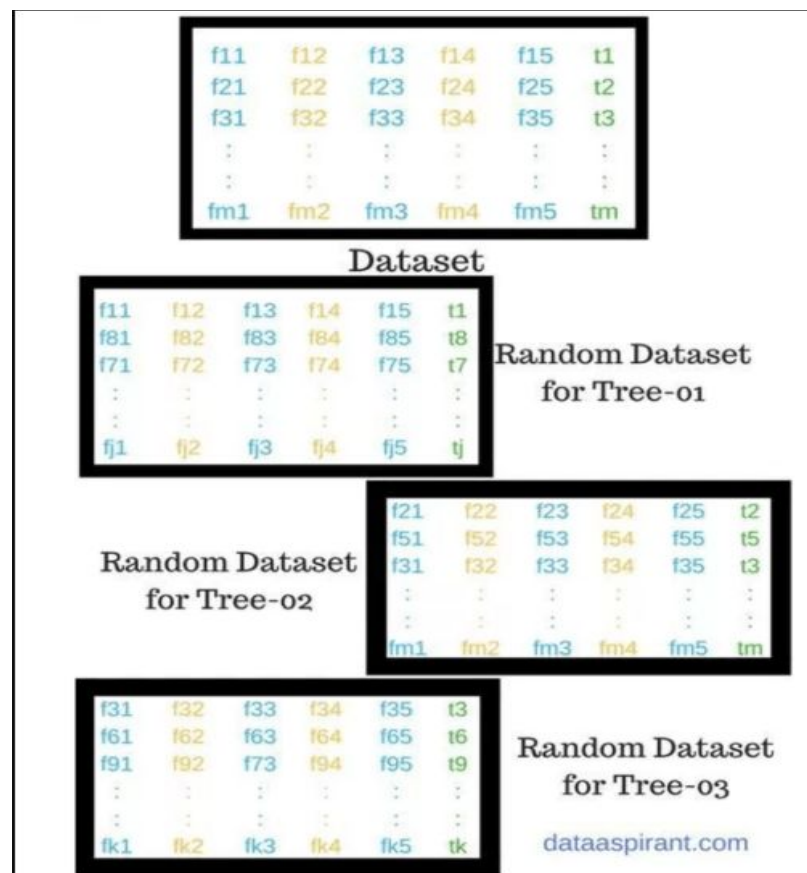 f11 f12 f13 f14 f15 t1
f21 f22 f23 f24 f25 t2
f31 f32 f33 f34 f35 t3
: : : : : :
: : : : : :
fm1 fm2 fm3 fm4 fm5 tm
Dataset
f11 f12 f13 f14 f15 t1
f81 f82 f83 f84 f85 t8
f71 f72 f73 f74 f75 t7
: : : : : :
: : : : : :
fj1 fj2 fj3 fj4 fj5 tj
Random Dataset
for Tree-01
f21 f22 f23 f24 f25 t2
f51 f52 f53 f54 f55 t5
f31 f32 f33 f34 f35 t3
: : : : : :
: : : : : :
fm1 fm2 fm3 fm4 fm5 tm
Random Dataset
for Tree-02
f31 f32 f33 f34 f35 t3
f61 f62 f63 f64 f65 t6
f91 f92 f73 f94 f95 t9
: : : : : :
: : : : : :
fk1 fk2 fk3 fk4 fk5 tk
Random Dataset
for Tree-03
dataaspirant.com